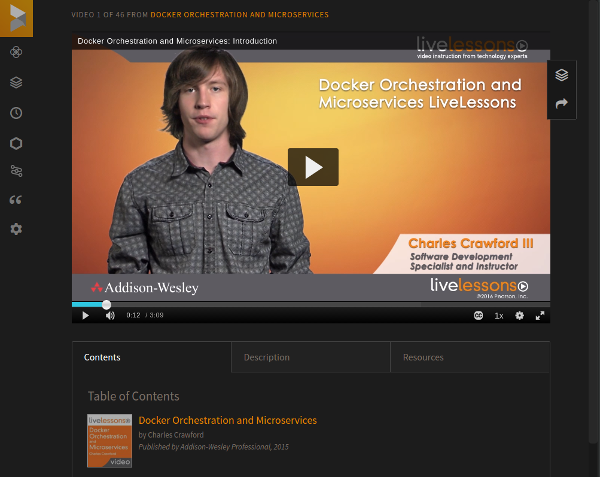 VIDEO 1 OF 46 FROM DOCKER ORCHESTRATION AND MICROSERVICES
Docker Orchestration and Microservices: Introduction
livelessons
video instruction from technology experts
Docker Orchestration and
Microservices LiveLessons
Charles Crawford III
Software Development
Specialist and Instructor
Addison-Wesley
livelessons
©2016 Pearson, Inc.
0:12 / 3:09
CC
1x
Contents
Description
Resources
Table of Contents
livelessons
Docker
Orchestration
and
Microservices
video
Docker Orchestration and Microservices
by Charles Crawford
Published by Addison-Wesley Professional, 2015